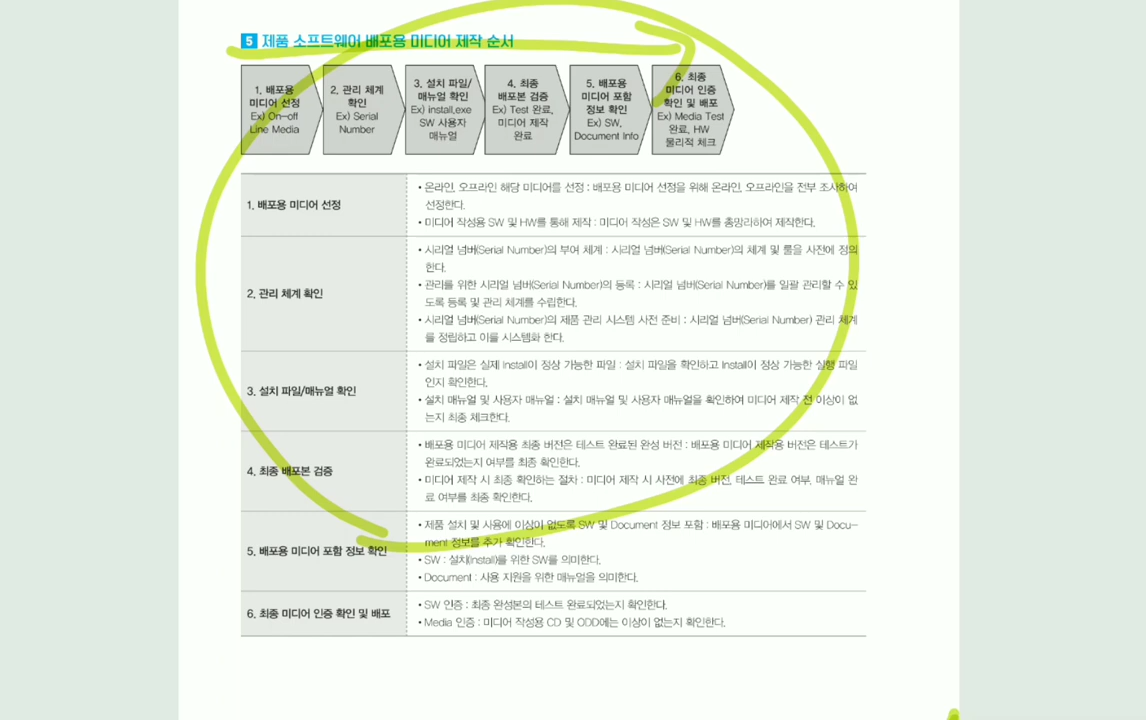 5 제품 소프트웨어 배포용 미디어 제작 순서
1. 배포용
미디어 선정
Ex) On-off
Line Media
2. 관리 체계
확인
Ex) Serial
Number
3. 설치 파일/
매뉴얼 확인
Ex) install.exe
SW 사용자
매뉴얼
4. 최종
배포본 검증
Ex) Test 완료,
미디어 제작
완료
5. 배포용
미디어 포함
정보 확인
Ex) SW,
Document Info
6. 최종
미디어 인증
확인 및 배포
Ex) Media Test
완료, HW
물리적 체크
1. 배포용 미디어 선정
• 온라인, 오프라인 해당 미디어를 선정 : 배포용 미디어 선정을 위해 온라인, 오프라인을 전부 조사하여
선정한다.
• 미디어 작성용 SW 및 HW를 통해 제작 : 미디어 작성은 SW 및 HW를 총망라하여 제작한다.
2. 관리 체계 확인
• 시리얼 넘버(Serial Number)의 부여 체계 : 시리얼 넘버(Serial Number)의 체계 및 룰을 사전에 정의
한다.
• 관리를 위한 시리얼 넘버(Serial Number)의 등록 : 시리얼 넘버(Serial Number)를 일괄 관리할 수 있
도록 등록 및 관리 체계를 수립한다.
• 시리얼 넘버(Serial Number)의 제품 관리 시스템 사전 준비 : 시리얼 넘버(Serial Number) 관리 체계
를 정립하고 이를 시스템화 한다.
3. 설치 파일/매뉴얼 확인
• 설치 파일은 실제 Install이 정상 가능한 파일 : 설치 파일을 확인하고 Install이 정상 가능한 실행 파일
인지 확인한다.
• 설치 매뉴얼 및 사용자 매뉴얼 : 설치 매뉴얼 및 사용자 매뉴얼을 확인하여 미디어 제작 전 이상이 없
는지 최종 체크한다.
4. 최종 배포본 검증
• 배포용 미디어 제작용 최종 버전은 테스트 완료된 완성 버전 : 배포용 미디어 제작용 버전은 테스트가
완료되었는지 여부를 최종 확인한다.
• 미디어 제작 시 최종 확인하는 절차 : 미디어 제작 시 사전에 최종 버전, 테스트 완료 여부, 매뉴얼 완
료 여부를 최종 확인한다.
5. 배포용 미디어 포함 정보 확인
• 제품 설치 및 사용에 이상이 없도록 SW 및 Document 정보 포함 : 배포용 미디어에서 SW 및 Docu-
ment 정보를 추가 확인한다.
• SW : 설치(Install)를 위한 SW를 의미한다.
• Document : 사용 지원을 위한 매뉴얼을 의미한다.
6. 최종 미디어 인증 확인 및 배포
• SW 인증 : 최종 완성본의 테스트 완료되었는지 확인한다.
• Media 인증 : 미디어 작성용 CD 및 ODD에는 이상이 없는지 확인한다.